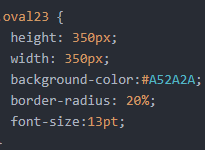 oval23 {
height: 350px;
width: 350px;
background-color:#A52A2A;
border-radius: 20%;
font-size:13pt;